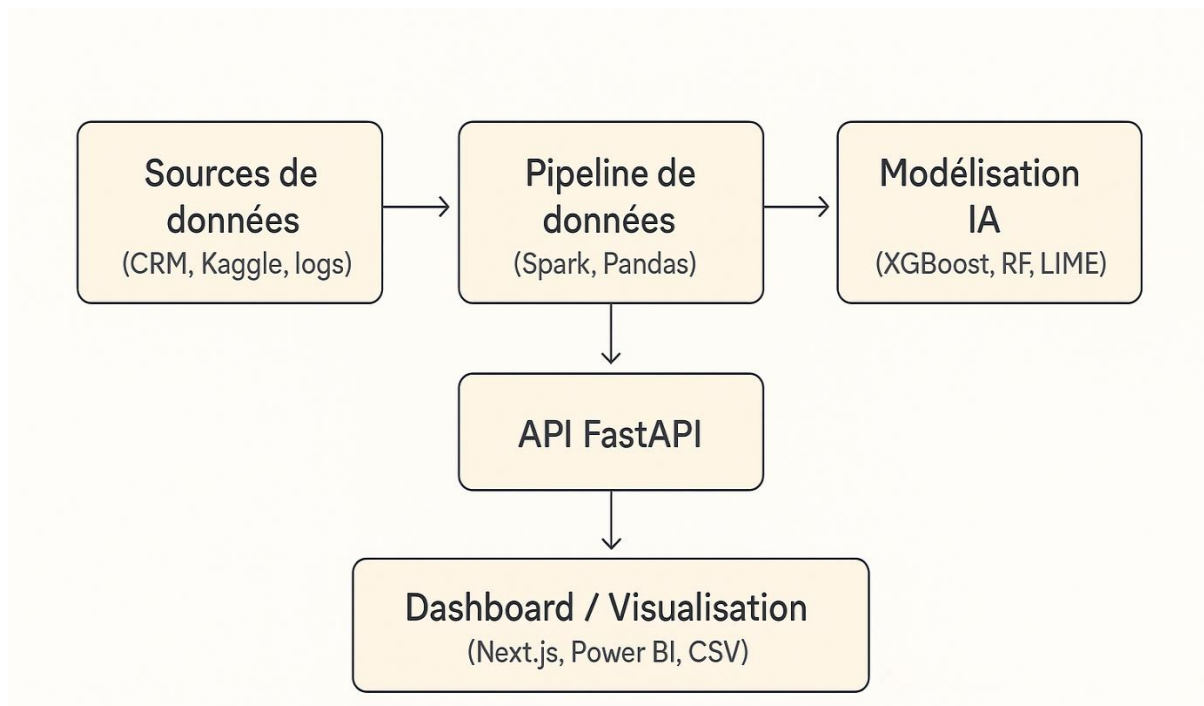 Sources de
données
(CRM, Kaggle, logs)
Pipeline de
données
(Spark, Pandas)
Modélisation
IA
(XGBoost, RF, LIME)
API FastAPI
Dashboard / Visualisation
(Next.js, Power BI, CSV)